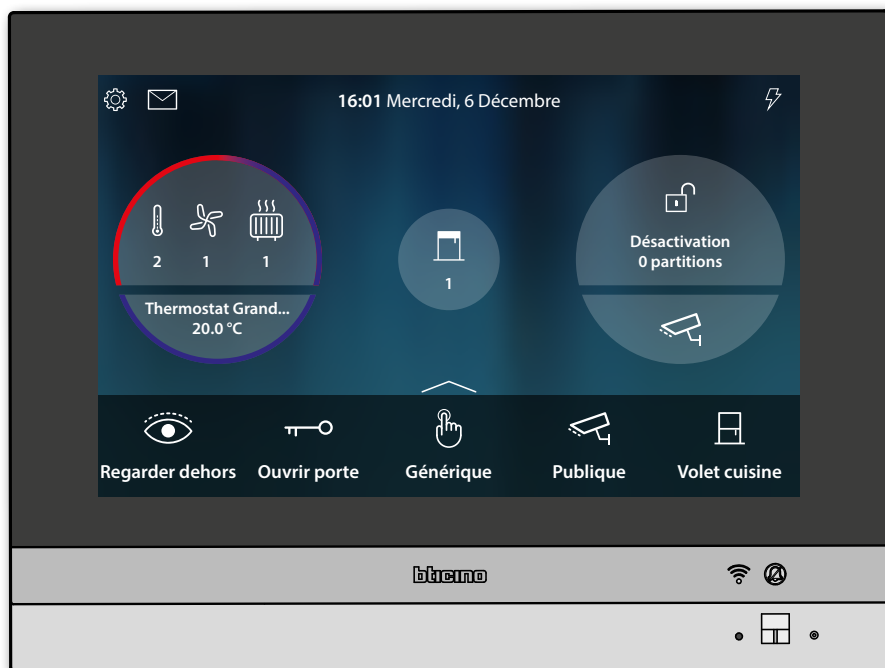 16:01 Mercredi, 6 Décembre
2 1 1
Thermostat Grand...
20.0 °C
1
Désactivation
0 partitions
Regarder dehors Ouvrir porte Générique Publique Volet cuisine
bticino